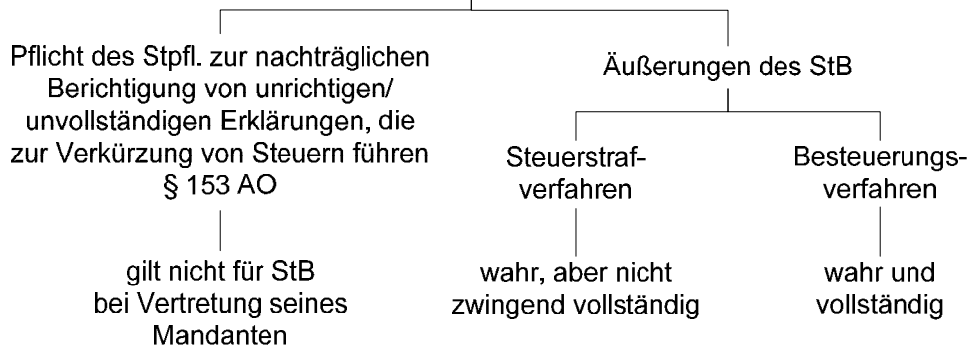 Pflicht des Stpfl. zur nachträglichen
Berichtigung von unrichtigen/
unvollständigen Erklärungen, die
zur Verkürzung von Steuern führen
§ 153 AO
gilt nicht für StB
bei Vertretung seines
Mandanten
Äußerungen des StB
Steuerstraf-
verfahren
wahr, aber nicht
zwingend vollständig
Besteuerungs-
verfahren
wahr und
vollständig